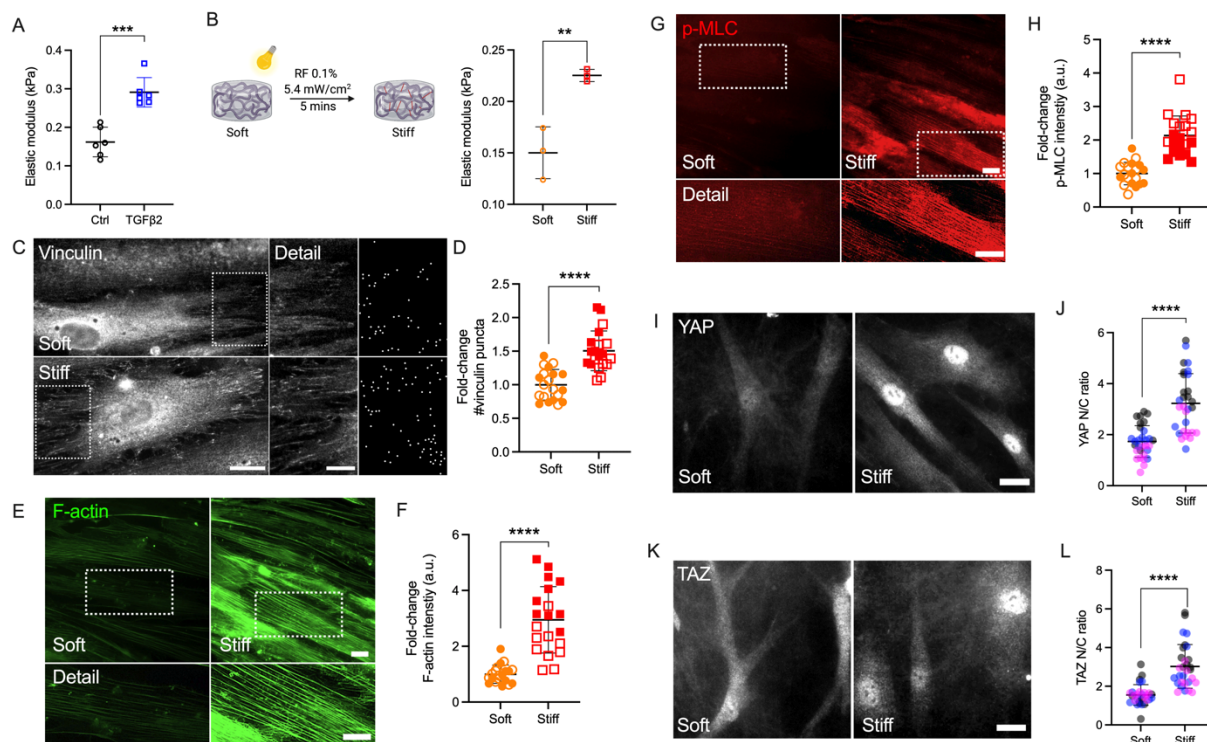 A
***
Elastic modulus (kPa)
0.4
0.3
0.2
0.1
0.0
Ctrl
TGFβ2
B
RF 0.1%
5.4 mW/cm²
5 mins
Soft
Stiff
**
Elastic modulus (kPa)
0.25
0.20
0.15
0.10
Soft
Stiff
C
Vinculin
Detail
Soft
Stiff
D
****
Fold-change
#vinculin puncta
2.5
2.0
1.5
1.0
0.5
0.0
Soft
Stiff
E
F-actin
Soft
Stiff
Detail
F
****
Fold-change
F-actin intenstiy (a.u.)
6
4
2
0
Soft
Stiff
G
p-MLC
Soft
Stiff
Detail
H
****
Fold-change
p-MLC intenstiy (a.u.)
5
4
3
2
1
0
Soft
Stiff
I
YAP
Soft
Stiff
J
****
YAP N/C ratio
6
4
2
0
Soft
Stiff
K
TAZ
Soft
Stiff
L
****
TAZ N/C ratio
8
6
4
2
0
Soft
Stiff